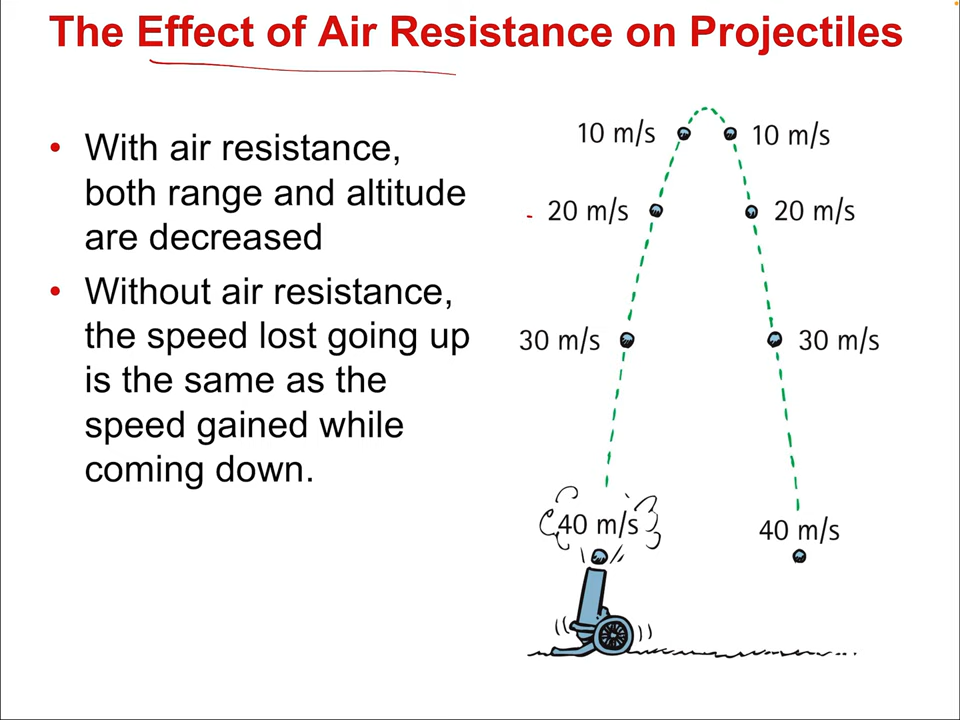 The Effect of Air Resistance on Projectiles
• With air resistance,
both range and altitude
are decreased
• Without air resistance,
the speed lost going up
is the same as the
speed gained while
coming down.
10 m/s 10 m/s
20 m/s 20 m/s
30 m/s 30 m/s
40 m/s 40 m/s